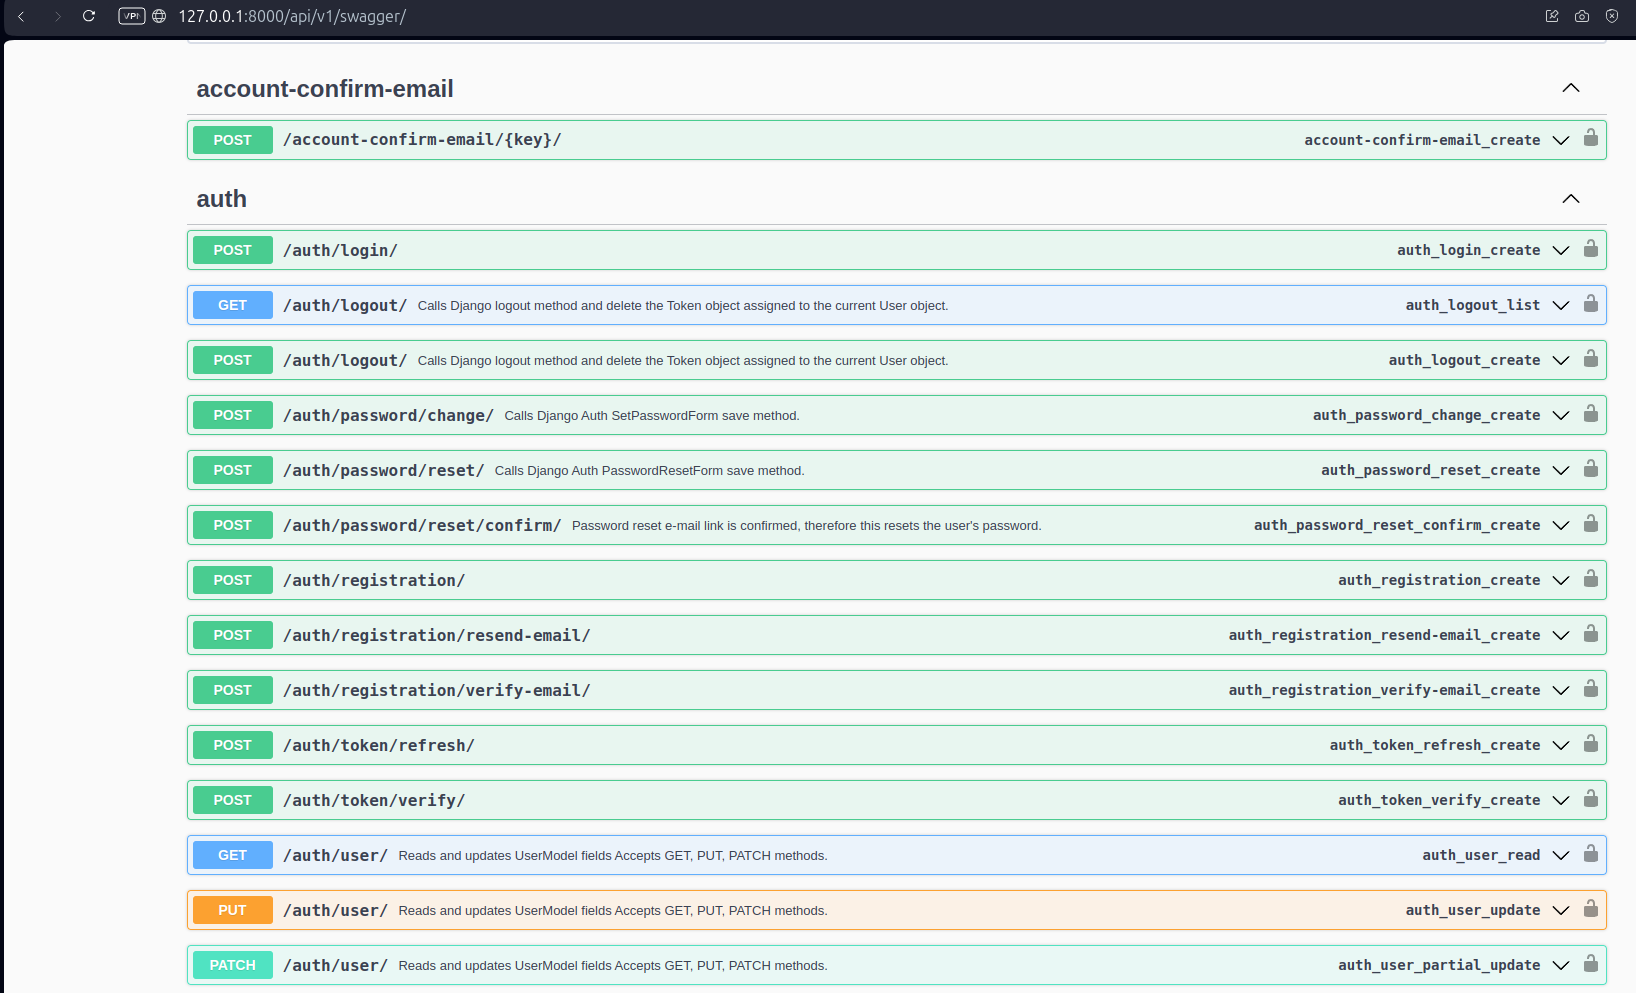 VPN
127.0.0.1:8000/api/v1/swagger/
account-confirm-email
POST /account-confirm-email/{key}/ account-confirm-email_create
auth
POST /auth/login/ auth_login_create
GET /auth/logout/ Calls Django logout method and delete the Token object assigned to the current User object. auth_logout_list
POST /auth/logout/ Calls Django logout method and delete the Token object assigned to the current User object. auth_logout_create
POST /auth/password/change/ Calls Django Auth SetPasswordForm save method. auth_password_change_create
POST /auth/password/reset/ Calls Django Auth PasswordResetForm save method. auth_password_reset_create
POST /auth/password/reset/confirm/ Password reset e-mail link is confirmed, therefore this resets the user's password. auth_password_reset_confirm_create
POST /auth/registration/ auth_registration_create
POST /auth/registration/resend-email/ auth_registration_resend-email_create
POST /auth/registration/verify-email/ auth_registration_verify-email_create
POST /auth/token/refresh/ auth_token_refresh_create
POST /auth/token/verify/ auth_token_verify_create
GET /auth/user/ Reads and updates UserModel fields Accepts GET, PUT, PATCH methods. auth_user_read
PUT /auth/user/ Reads and updates UserModel fields Accepts GET, PUT, PATCH methods. auth_user_update
PATCH /auth/user/ Reads and updates UserModel fields Accepts GET, PUT, PATCH methods. auth_user_partial_update